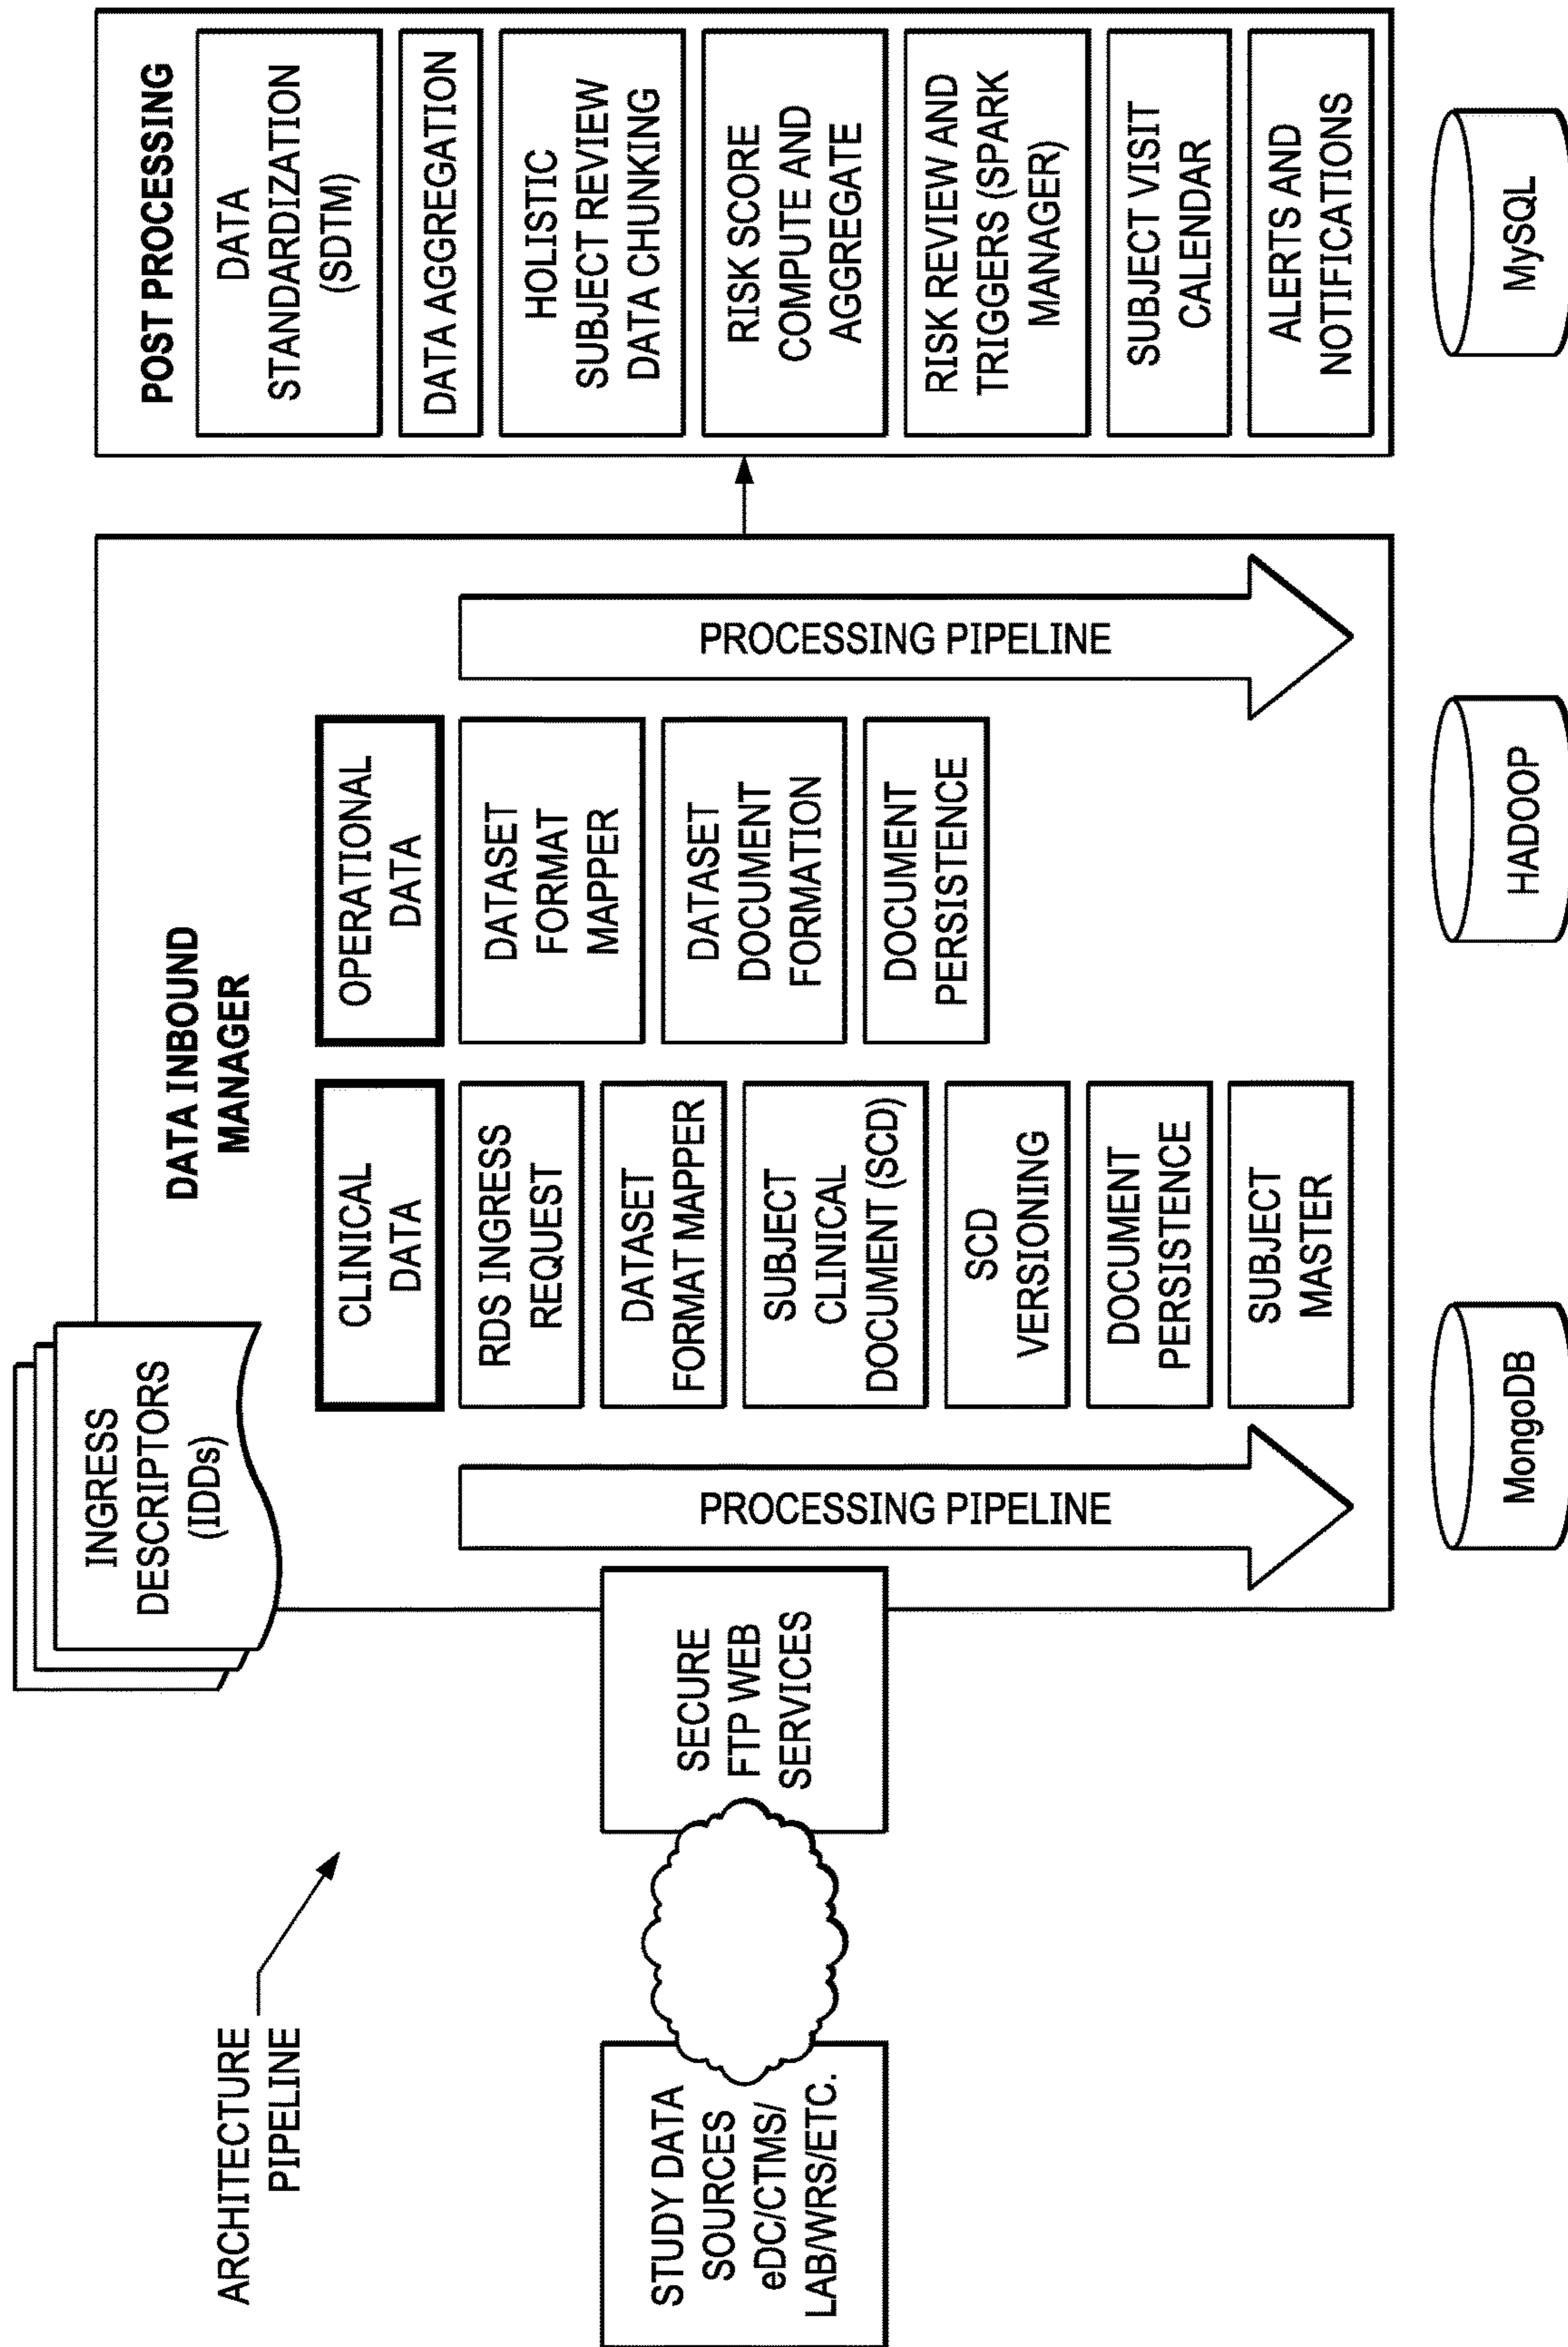 ARCHITECTURE
PIPELINE
STUDY DATA
SOURCES
eDC/CTMS/
LAB/WRS/ETC.
SECURE
FTP WEB
SERVICES
INGRESS
DESCRIPTORS
(IDDs)
DATA INBOUND
MANAGER
PROCESSING PIPELINE
CLINICAL
DATA
RDS INGRESS
REQUEST
DATASET
FORMAT MAPPER
SUBJECT
CLINICAL
DOCUMENT (SCD)
SCD
VERSIONING
DOCUMENT
PERSISTENCE
SUBJECT
MASTER
OPERATIONAL
DATA
DATASET
FORMAT
MAPPER
DATASET
DOCUMENT
FORMATION
DOCUMENT
PERSISTENCE
PROCESSING PIPELINE
POST PROCESSING
DATA
STANDARDIZATION
(SDTM)
DATA AGGREGATION
HOLISTIC
SUBJECT REVIEW
DATA CHUNKING
RISK SCORE
COMPUTE AND
AGGREGATE
RISK REVIEW AND
TRIGGERS (SPARK
MANAGER)
SUBJECT VISIT
CALENDAR
ALERTS AND
NOTIFICATIONS
MongoDB
HADOOP
MySQL